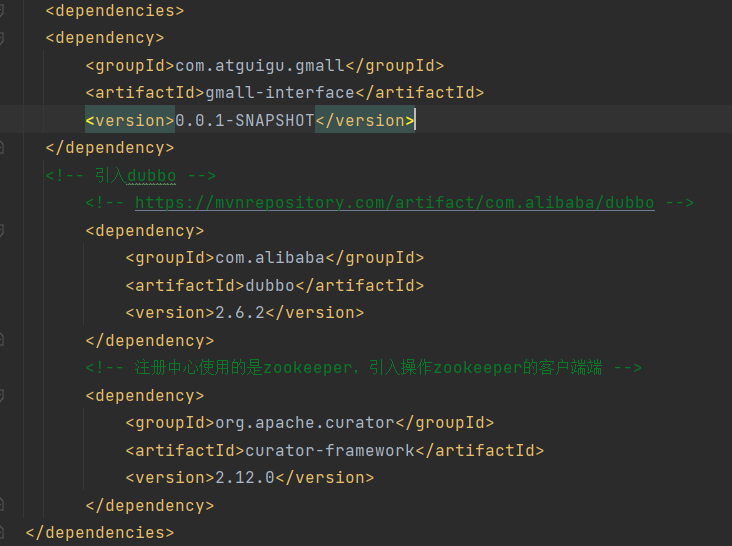 <dependencies>
<dependency>
<groupId>com.atguigu.gmall</groupId>
<artifactId>gmall-interface</artifactId>
<version>0.0.1-SNAPSHOT</version>
</dependency>
<!-- 引入dubbo -->
<!-- https://mvnrepository.com/artifact/com.alibaba/dubbo -->
<dependency>
<groupId>com.alibaba</groupId>
<artifactId>dubbo</artifactId>
<version>2.6.2</version>
</dependency>
<!-- 注册中心使用的是zookeeper，引入操作zookeeper的客户端端 -->
<dependency>
<groupId>org.apache.curator</groupId>
<artifactId>curator-framework</artifactId>
<version>2.12.0</version>
</dependency>
</dependencies>